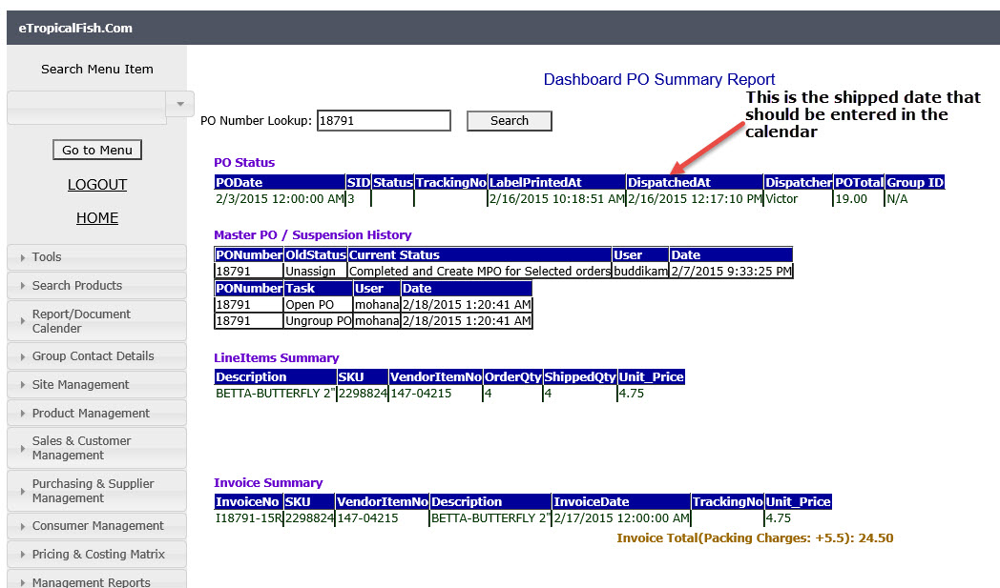 eTropicalFish.Com
Search Menu Item
Go to Menu
LOGOUT
HOME
Tools
Search Products
Report/Document
Calender
Group Contact Details
Site Management
Product Management
Sales & Customer
Management
Purchasing & Supplier
Management
Consumer Management
Pricing & Costing Matrix
Management Reports
Dashboard PO Summary Report
This is the shipped date that
should be entered in the
calendar
PO Number Lookup: 18791 Search
PO Status
PODate SID Status TrackingNo LabelPrintedAt DispatchedAt Dispatcher POTotal Group ID
2/3/2015 12:00:00 AM 3 2/16/2015 10:18:51 AM 2/16/2015 12:17:10 PM Victor 19.00 N/A
Master PO / Suspension History
PONumber OldStatus Current Status User Date
18791 Unassign Completed and Create MPO for Selected orders buddikam 2/7/2015 9:33:25 PM
PONumber Task User Date
18791 Open PO mohana 2/18/2015 1:20:41 AM
18791 Ungroup PO mohana 2/18/2015 1:20:41 AM
LineItems Summary
Description SKU VendorItemNo OrderQty ShippedQty Unit_Price
BETTA-BUTTERFLY 2" 2298824 147-04215 4 4 4.75
Invoice Summary
InvoiceNo SKU VendorItemNo Description InvoiceDate TrackingNo Unit_Price
I18791-15R 2298824 147-04215 BETTA-BUTTERFLY 2" 2/17/2015 12:00:00 AM 4.75
Invoice Total(Packing Charges: +5.5): 24.50